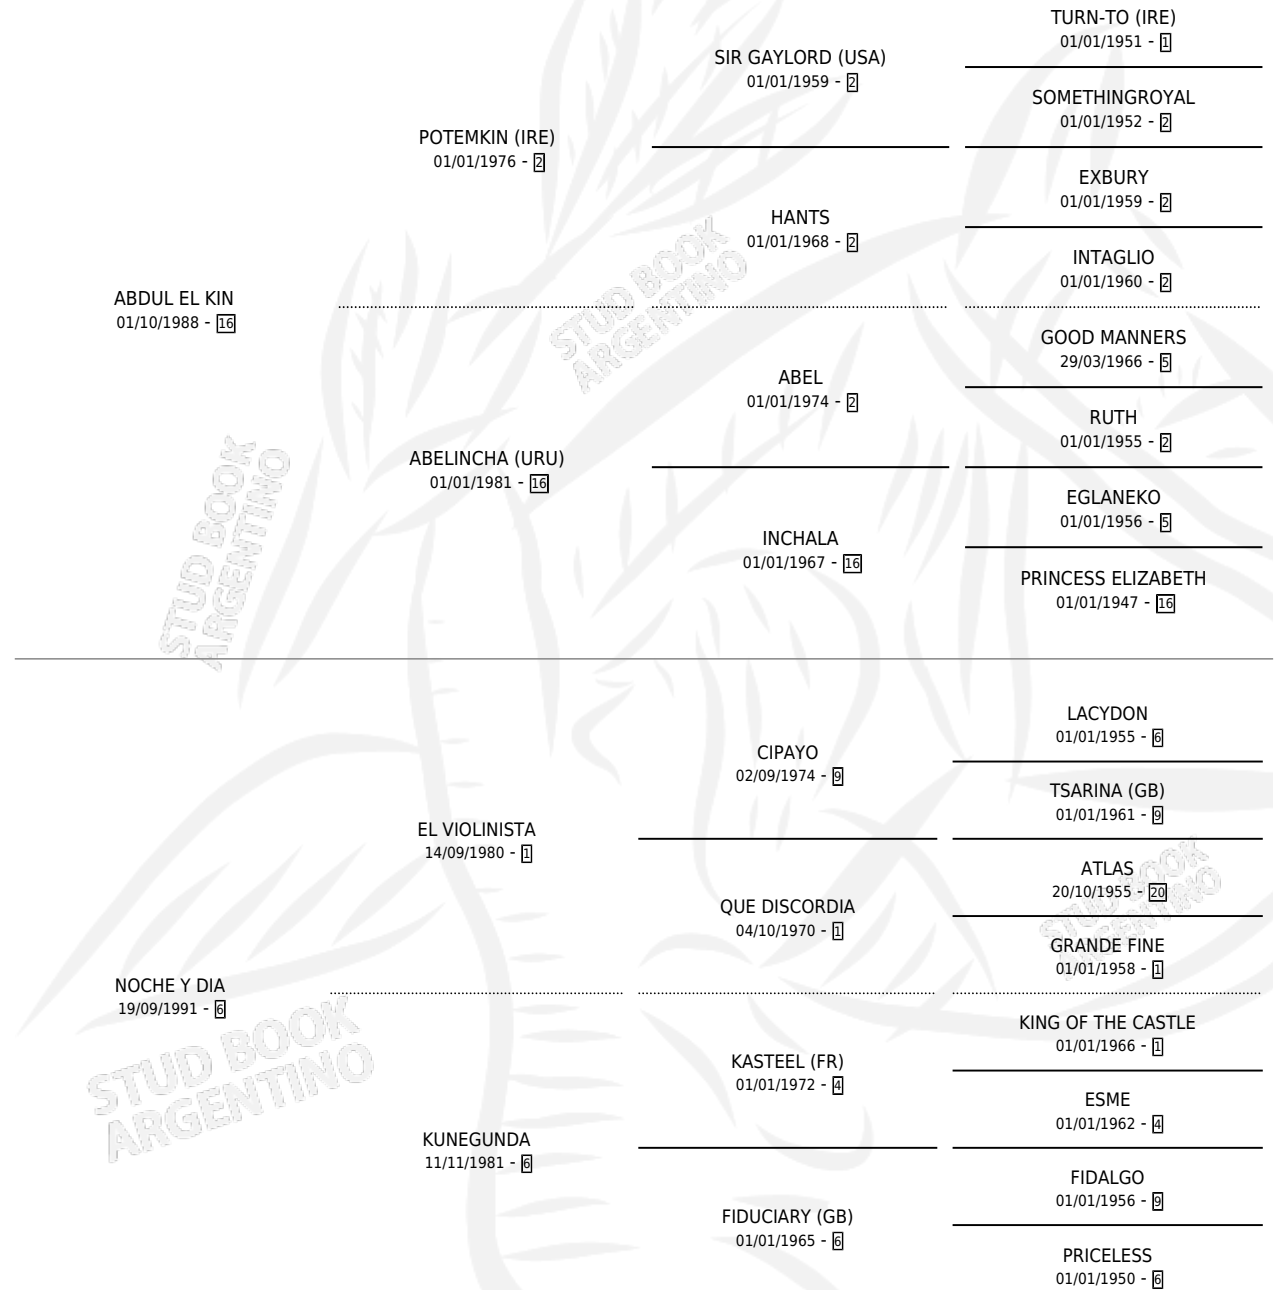 TURN-TO (IRE)
01/01/1951 - 1
SIR GAYLORD (USA)
01/01/1959 - 2
SOMETHINGROYAL
01/01/1952 - 2
POTEMKIN (IRE)
01/01/1976 - 2
EXBURY
01/01/1959 - 2
HANTS
01/01/1968 - 2
INTAGLIO
01/01/1960 - 2
ABDUL EL KIN
01/10/1988 - 16
GOOD MANNERS
29/03/1966 - 5
ABEL
01/01/1974 - 2
RUTH
01/01/1955 - 2
ABELINCHA (URU)
01/01/1981 - 16
EGLANEKO
01/01/1956 - 5
INCHALA
01/01/1967 - 16
PRINCESS ELIZABETH
01/01/1947 - 16
STUD BOOK
ARGENTINO
STUD BOOK
ARGENTINO
LACYDON
01/01/1955 - 6
CIPAYO
02/09/1974 - 9
TSARINA (GB)
01/01/1961 - 9
EL VIOLINISTA
14/09/1980 - 1
ATLAS
20/10/1955 - 20
QUE DISCORDIA
04/10/1970 - 1
GRANDE FINE
01/01/1958 - 1
STUD BOOK
ARGENTINO
NOCHE Y DIA
19/09/1991 - 6
KING OF THE CASTLE
01/01/1966 - 1
KASTEEL (FR)
01/01/1972 - 4
ESME
01/01/1962 - 4
KUNEGUNDA
11/11/1981 - 6
FIDALGO
01/01/1956 - 9
FIDUCIARY (GB)
01/01/1965 - 6
PRICELESS
01/01/1950 - 6
STUD BOOK
ARGENTINO